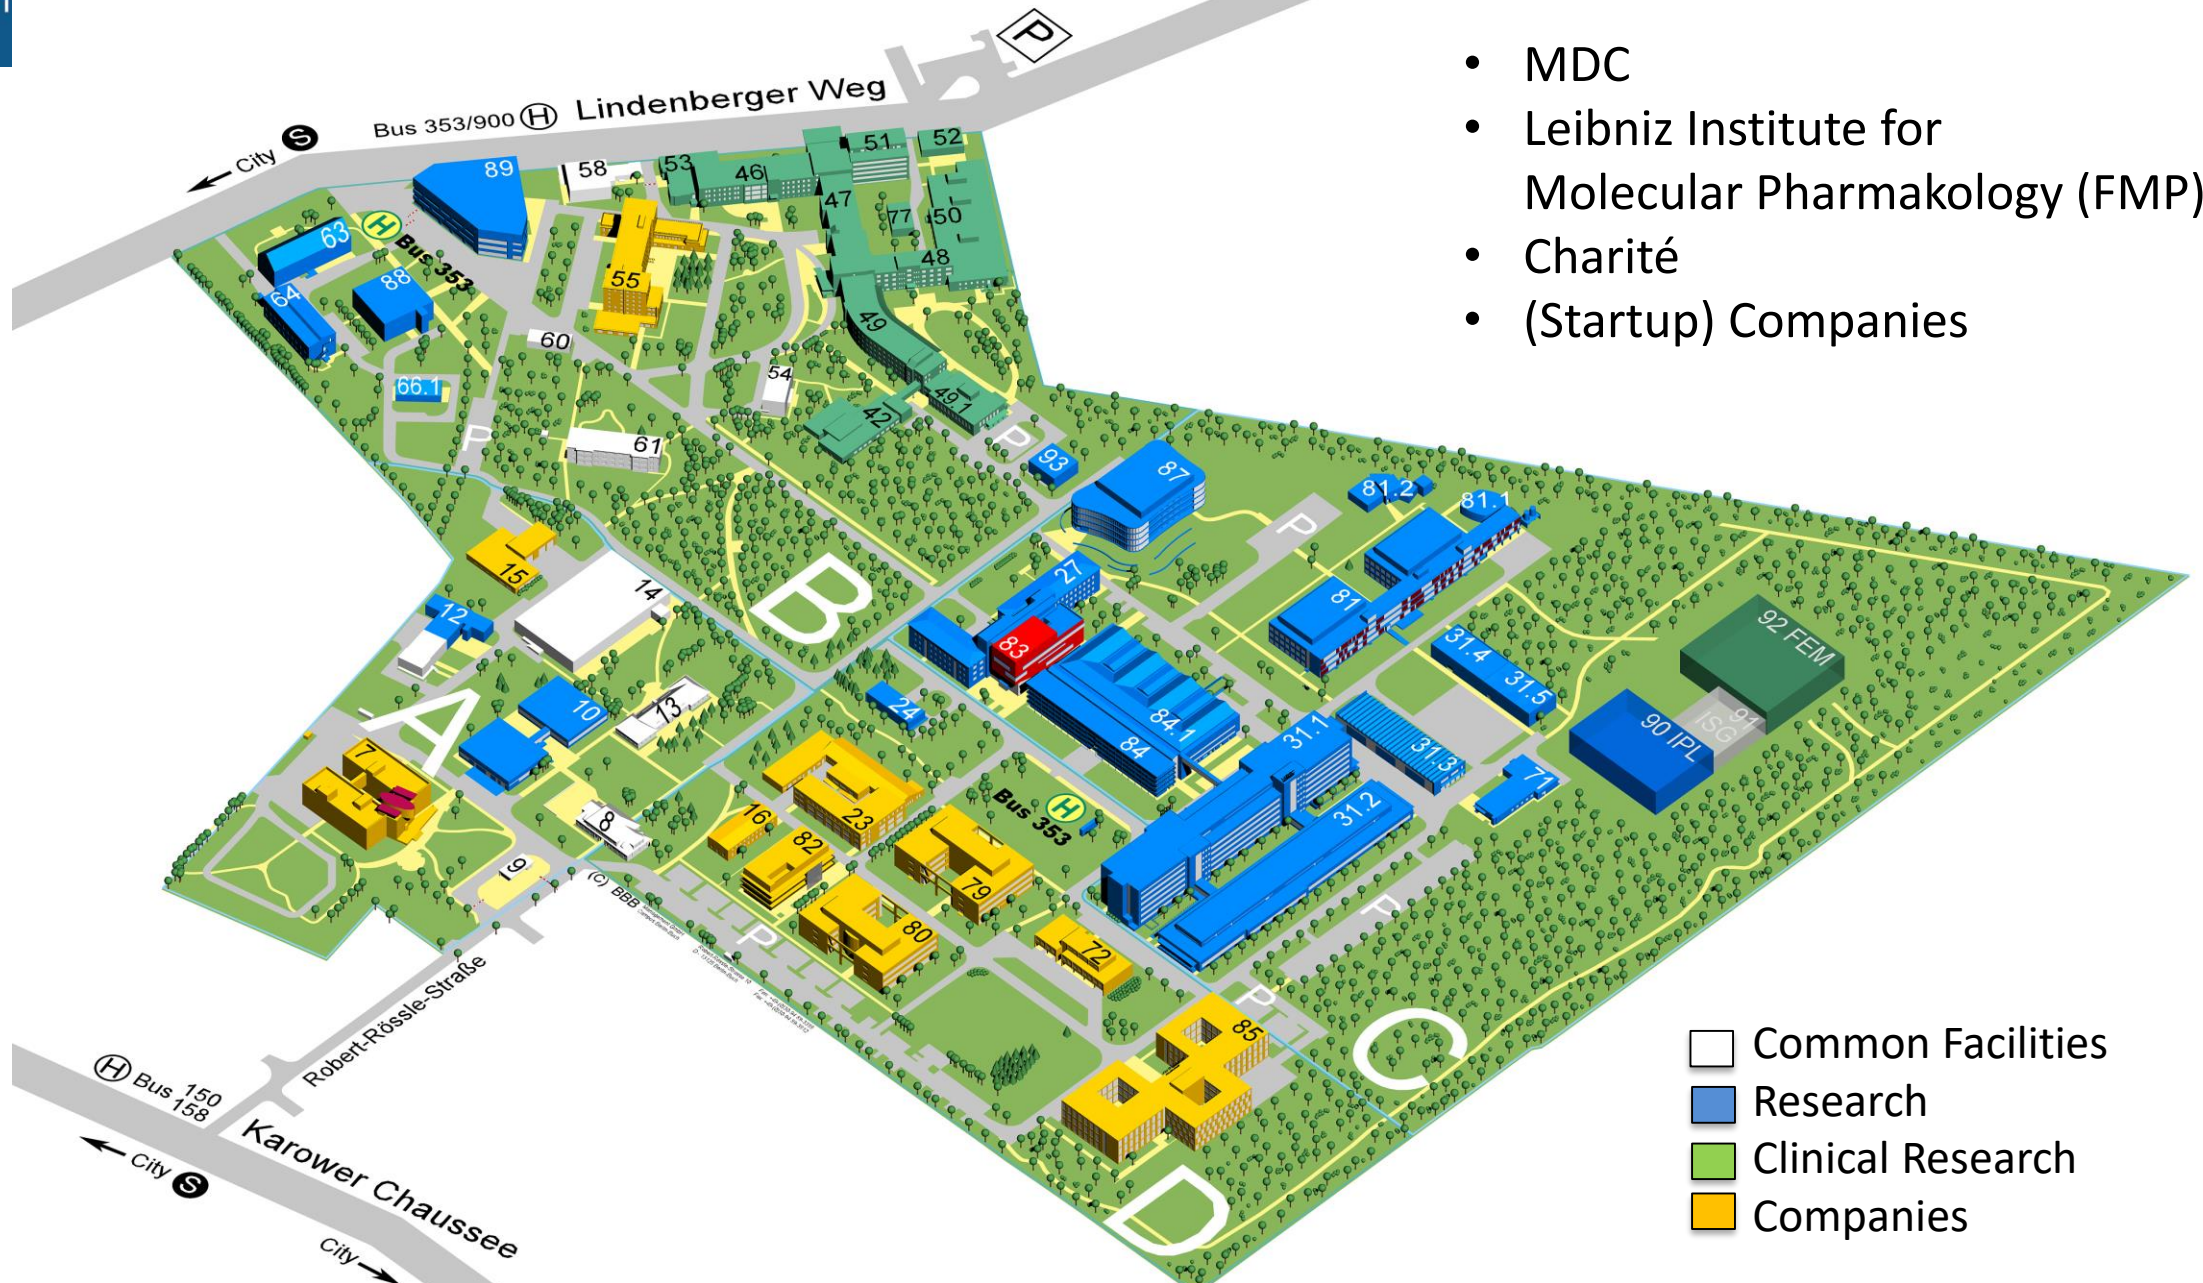 P
Lindenberger Weg
Bus 353/900 H
City S
• MDC
• Leibniz Institute for
Molecular Pharmakology (FMP)
• Charité
• (Startup) Companies
89
58
53
46
51
52
47
77
50
48
63
H
Bus 353
88
64
55
60
49
54
66.1
42
49.1
P
P
61
93
87
81.2
81.1
P
15
14
B
27
12
83
81
92 FEM
31.4
31.5
A
10
13
24
84.1
84
31.1
91
ISG
90 IPL
7
31.3
71
8
16
23
82
Bus 353
H
31.2
9
79
(C) BBB
80
P
P
72
P
85
C
D
Robert-Rössle-Straße
H Bus 150
158
Karower Chaussee
City S
City
Common Facilities
Research
Clinical Research
Companies